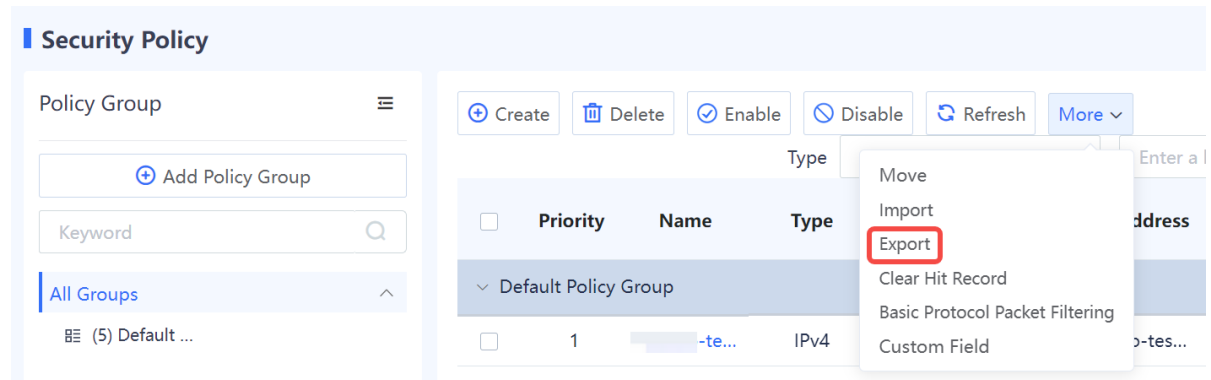 Security Policy
Policy Group
Create Delete Enable Disable Refresh More
Add Policy Group
Type Enter a
Move
Keyword
Import
Priority Name Type ddress
Export
All Groups
Default Policy Group
Clear Hit Record
Basic Protocol Packet Filtering
(5) Default ...
1 -te... IPv4 o-tes...
Custom Field